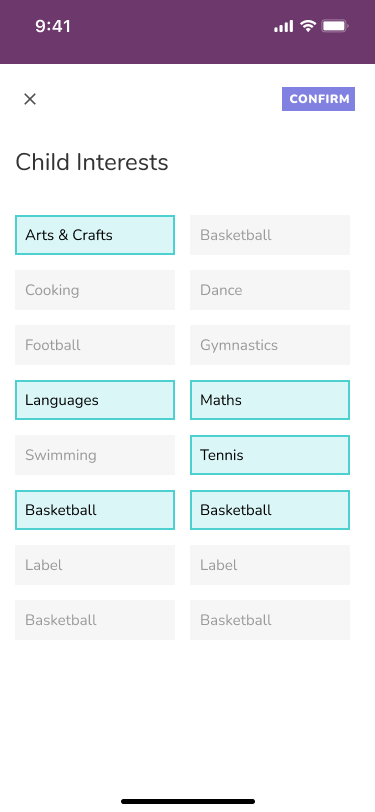 9:41
CONFIRM
Child Interests
Arts & Crafts
Basketball
Cooking
Dance
Football
Gymnastics
Languages
Maths
Swimming
Tennis
Basketball
Basketball
Label
Label
Basketball
Basketball